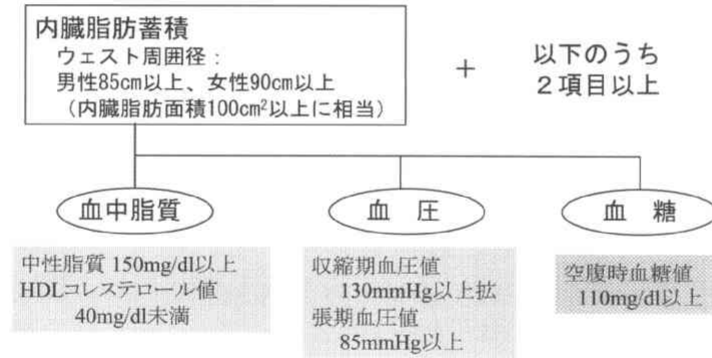 内臓脂肪蓄積
ウェスト周囲径：
男性85cm以上、女性90cm以上
（内臓脂肪面積100cm²以上に相当）
＋
以下のうち
2項目以上
血中脂質
血　圧
血　糖
中性脂質 150mg/dl以上
HDLコレステロール値
40mg/dl未満
収縮期血圧値
130mmHg以上拡
張期血圧値
85mmHg以上
空腹時血糖値
110mg/dl以上